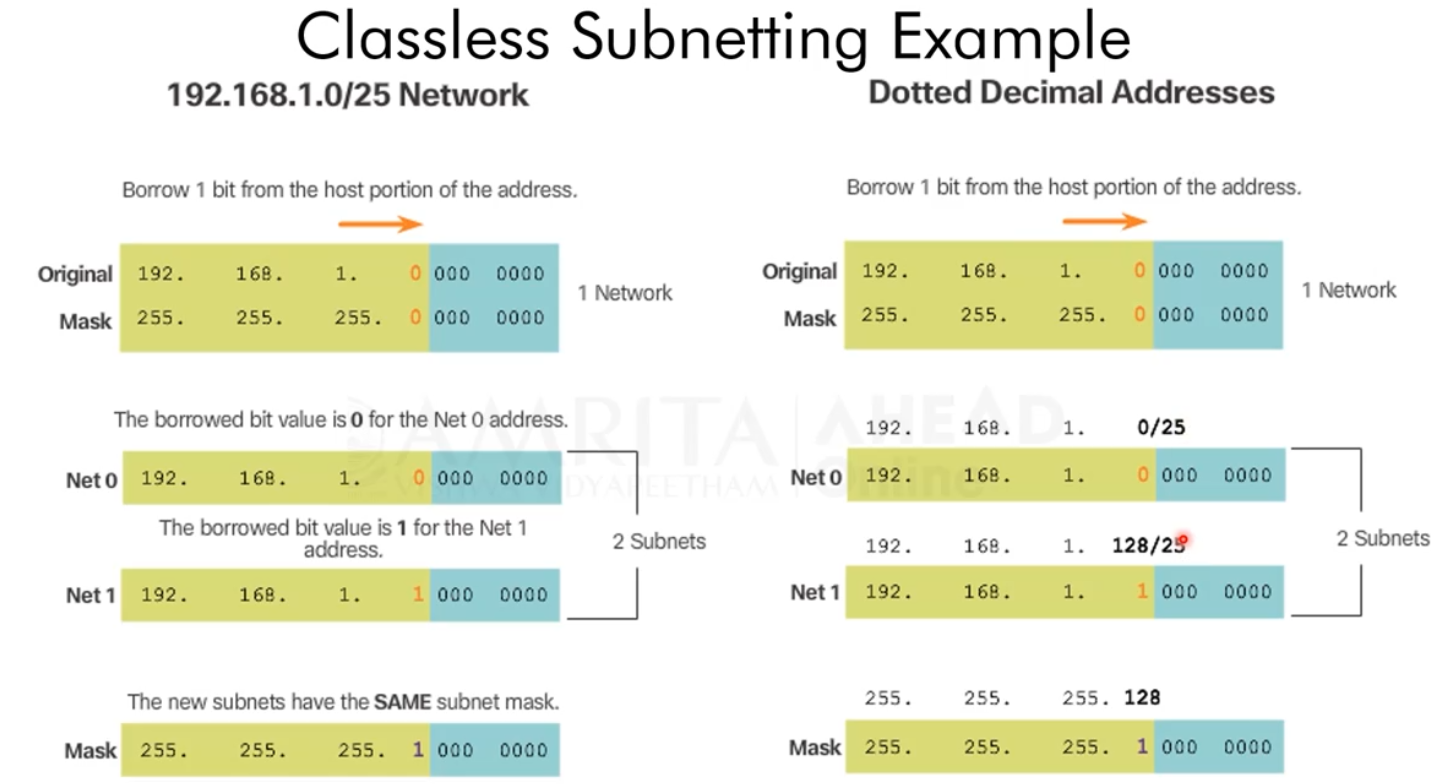 Classless Subnetting Example
192.168.1.0/25 Network
Borrow 1 bit from the host portion of the address.
Original 192. 168. 1. 0 000 0000
Mask 255. 255. 255. 0 000 0000
1 Network
The borrowed bit value is 0 for the Net 0 address.
Net 0 192. 168. 1. 0 000 0000
The borrowed bit value is 1 for the Net 1
address.
Net 1 192. 168. 1. 1 000 0000
2 Subnets
The new subnets have the SAME subnet mask.
Mask 255. 255. 255. 1 000 0000
Dotted Decimal Addresses
Borrow 1 bit from the host portion of the address.
Original 192. 168. 1. 0 000 0000
Mask 255. 255. 255. 0 000 0000
1 Network
192. 168. 1. 0/25
Net 0 192. 168. 1. 0 000 0000
192. 168. 1. 128/25
Net 1 192. 168. 1. 1 000 0000
2 Subnets
255. 255. 255. 128
Mask 255. 255. 255. 1 000 0000
AMRITA
VISHWA VIDYAPEETHAM
AHEAD
Online